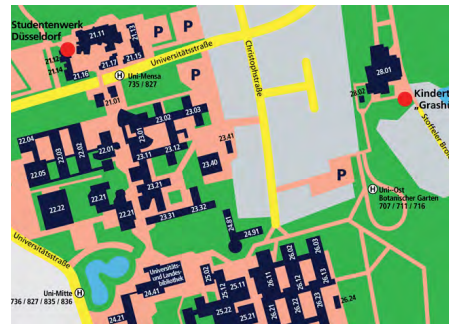 Studentenwerk
Düsseldorf
21.11
21.13
21.12
21.14
21.16
21.17
21.15
P
P
P
P
Universitätsstraße
H
Uni-Mensa
735 / 827
21.01
Christophstraße
28.01
28.02
Kindert
„Grashü
Stoffeler Bro
22.04
22.03
22.02
22.01
22.05
23.01
23.02
23.03
23.11
23.12
23.41
23.40
22.22
22.21
22.21
23.21
23.31
23.32
P
H
Uni–Ost
Botanischer Garten
707 / 711 / 716
24.81
24.91
Universitätsstraße
Uni-Mitte
H
736 / 827 / 835 / 836
Universitäts-
und Landes-
bibliothek
24.41
24.21
25.02
25.12
25.11
25.22
25.21
26.02
26.03
26.11
26.12
26.13
26.21
26.22
26.23
26.24